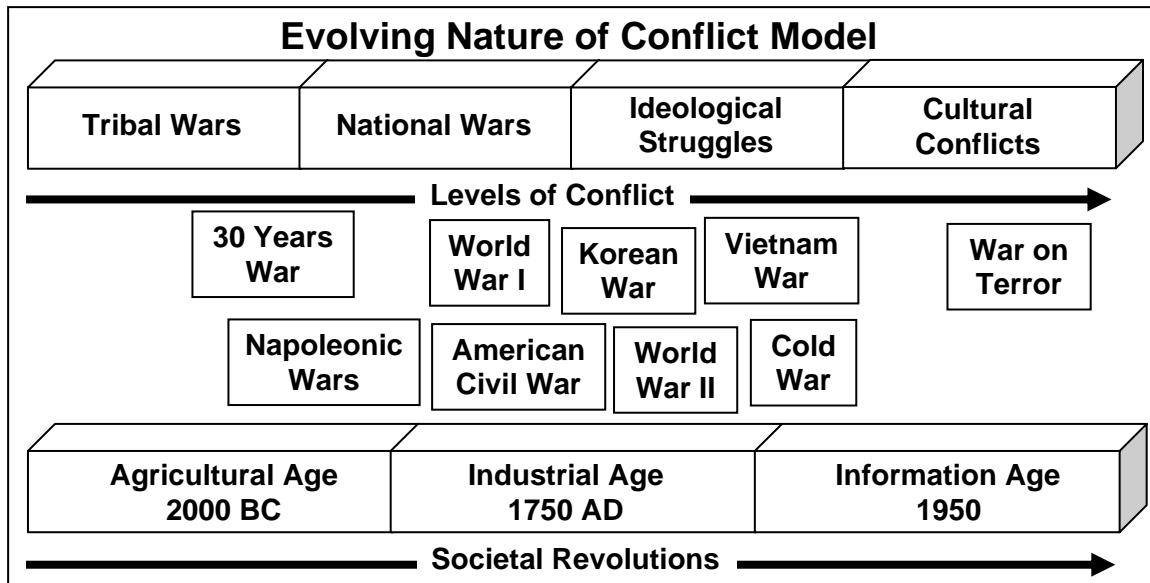 Evolving Nature of Conflict Model
Tribal Wars
National Wars
Ideological
Struggles
Cultural
Conflicts
Levels of Conflict
30 Years
War
World
War I
Korean
War
Vietnam
War
War on
Terror
Napoleonic
Wars
American
Civil War
World
War II
Cold
War
Agricultural Age
2000 BC
Industrial Age
1750 AD
Information Age
1950
Societal Revolutions